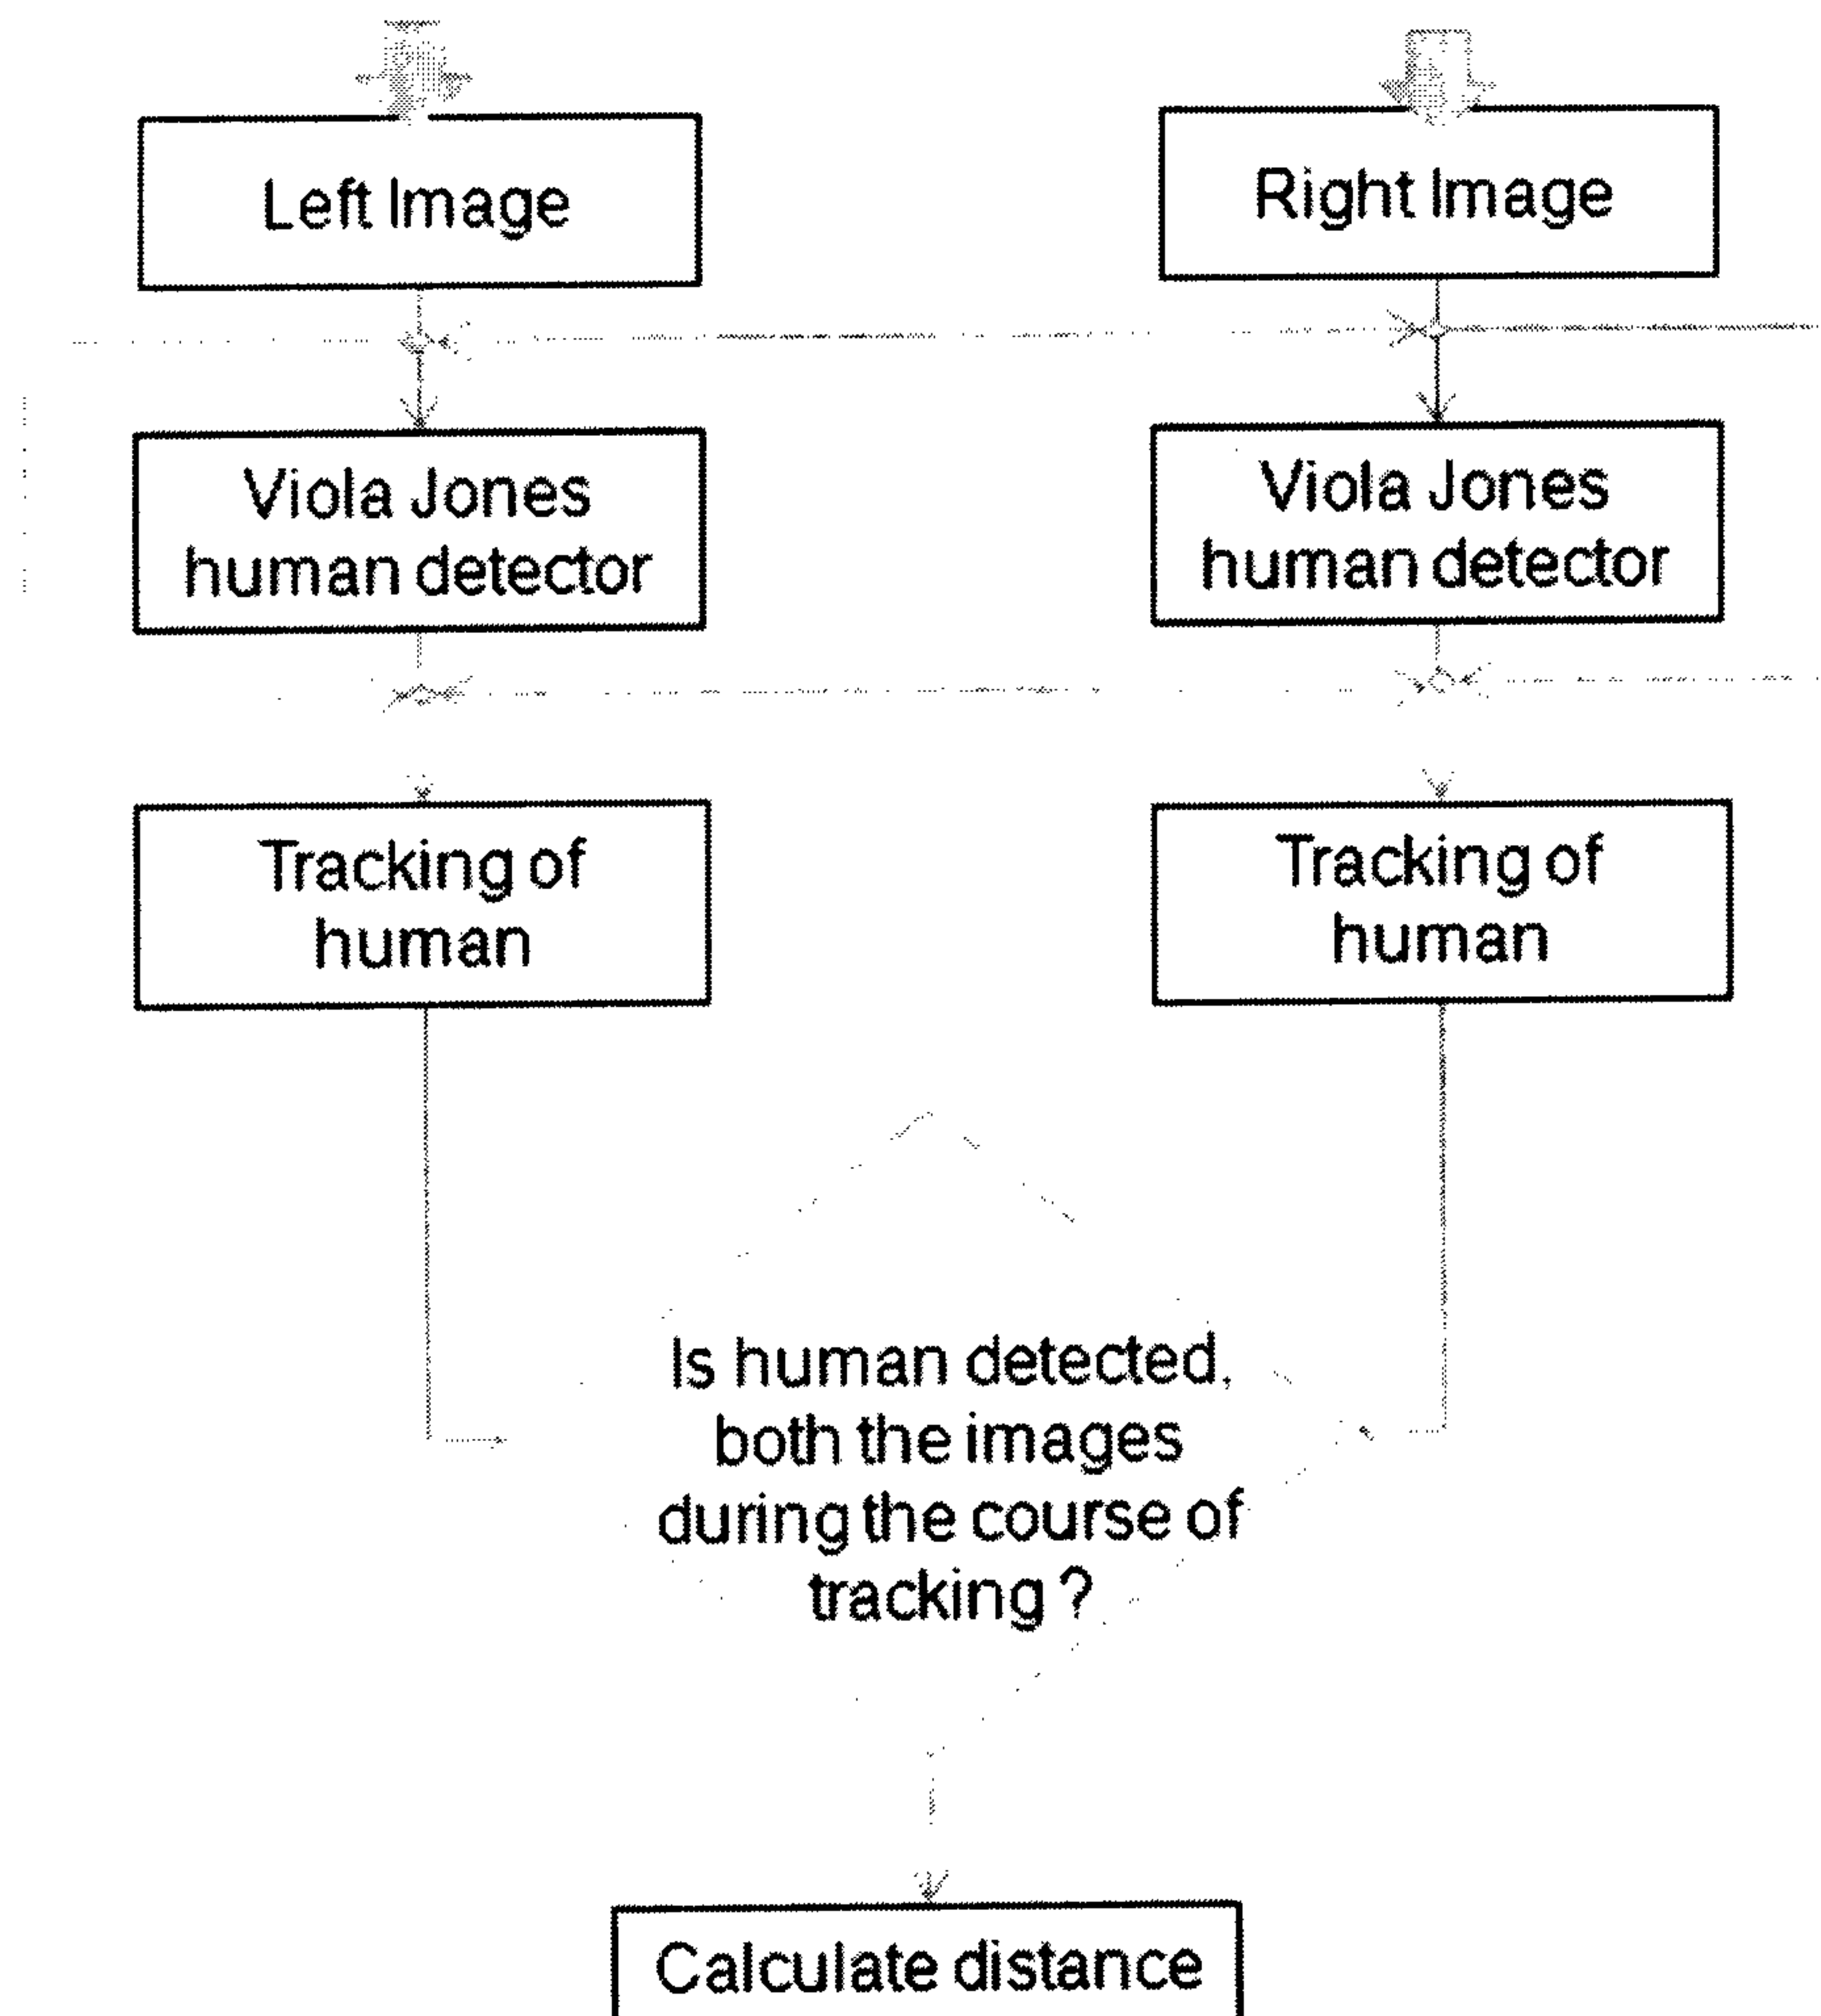 Left Image
Right Image
Viola Jones
human detector
Viola Jones
human detector
Tracking of
human
Tracking of
human
Is human detected,
both the images
during the course of
tracking ?
Calculate distance